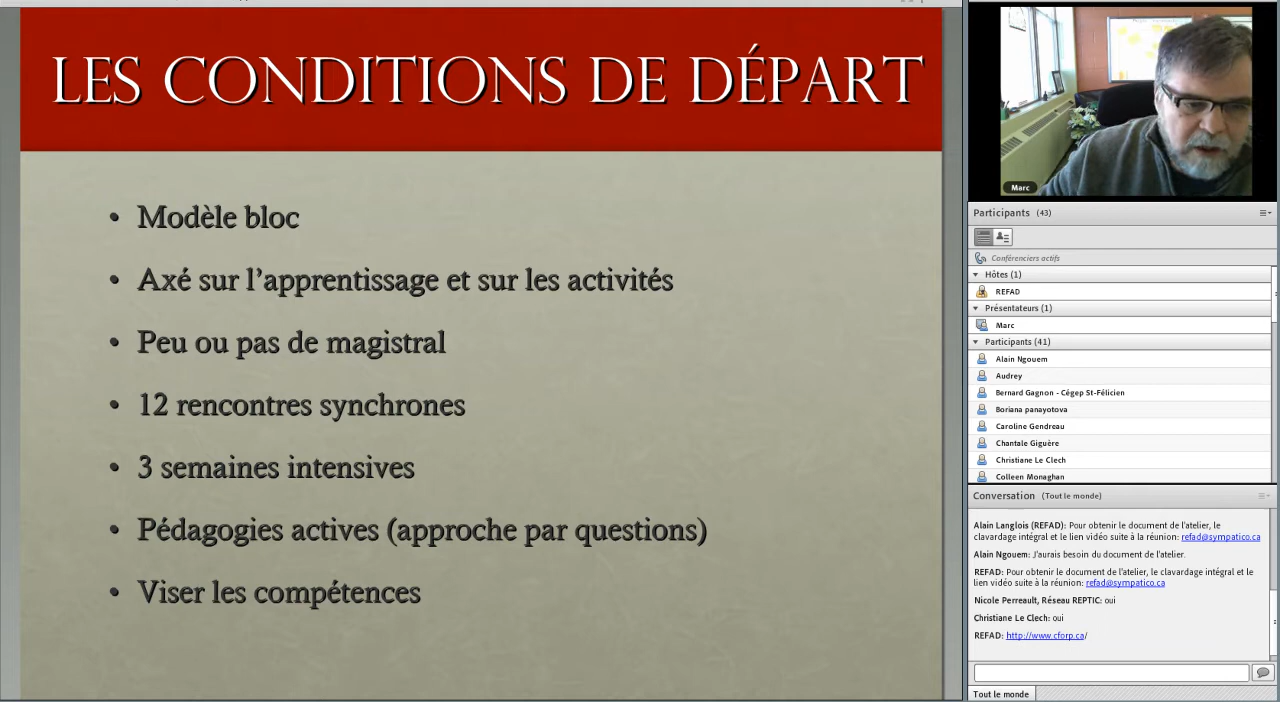 LES CONDITIONS DE DÉPART
• Modèle bloc
• Axé sur l’apprentissage et sur les activités
• Peu ou pas de magistral
• 12 rencontres synchrones
• 3 semaines intensives
• Pédagogies actives (approche par questions)
• Viser les compétences
Marc
Participants (43)
Conférenciers actifs
Hôtes (1)
REFAD
Présentateurs (1)
Marc
Participants (41)
Alain Ngouem
Audrey
Bernard Gagnon - Cégep St-Félicien
Boriana panayotova
Caroline Gendreau
Chantale Giguère
Christiane Le Clech
Colleen Monaghan
Conversation (Tout le monde)
Alain Langlois (REFAD): Pour obtenir le document de l'atelier, le
clavardage intégral et le lien vidéo suite à la réunion: refad@sympatico.ca
Alain Ngouem: J'aurais besoin du document de l'atelier.
REFAD: Pour obtenir le document de l'atelier, le clavardage intégral et le
lien vidéo suite à la réunion: refad@sympatico.ca
Nicole Perreault, Réseau REPTIC: oui
Christiane Le Clech: oui
REFAD: http://www.cforp.ca/
Tout le monde